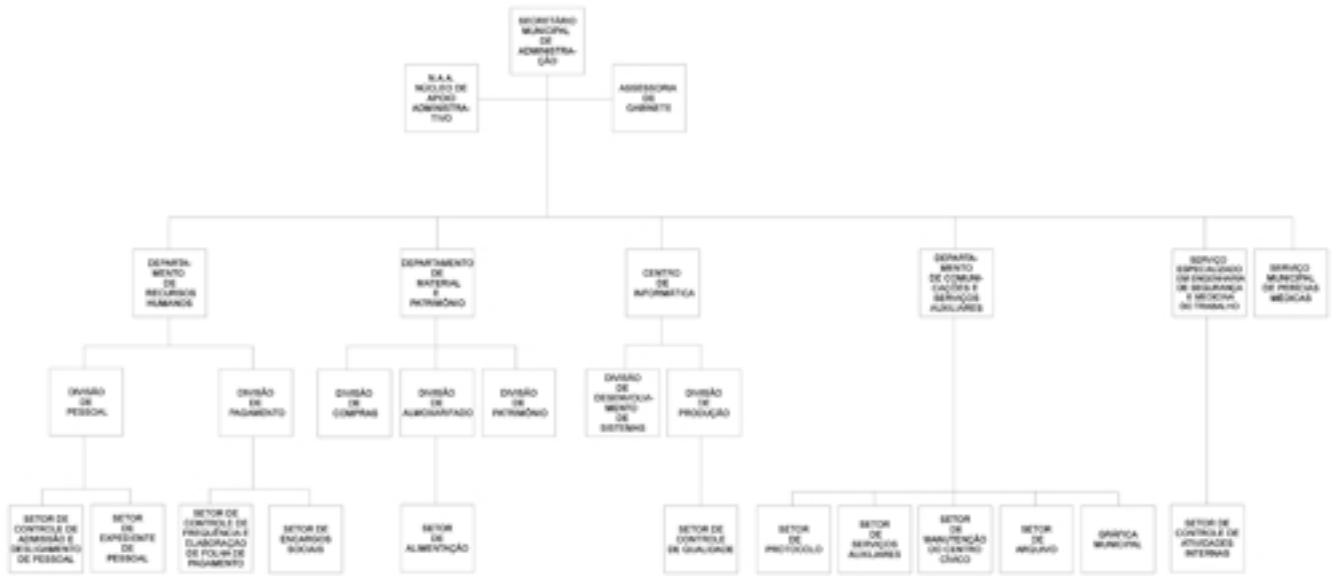 SECRETÁRIO
MUNICIPAL
DE
ADMINISTRA-
ÇÃO
N.A.A.
NÚCLEO DE
APOIO
ADMINISTRA-
TIVO
ASSESSORIA
DE
GABINETE
DEPARTA-
MENTO
DE
RECURSOS
HUMANOS
DEPARTAMENTO
DE
MATERIAL
E
PATRIMÔNIO
CENTRO
DE
INFORMÁTICA
DEPARTA-
MENTO
DE COMUNI-
CAÇÕES E
SERVIÇOS
AUXILIARES
SERVIÇO
ESPECIALIZADO
EM ENGENHARIA
DE SEGURANÇA
E MEDICINA
DO TRABALHO
SERVIÇO
MUNICIPAL
DE PERÍCIAS
MÉDICAS
DIVISÃO
DE
PESSOAL
DIVISÃO
DE
PAGAMENTO
DIVISÃO
DE
COMPRAS
DIVISÃO
DE
ALMOXARIFADO
DIVISÃO
DE
PATRIMÔNIO
DIVISÃO
DE
DESENVOLVI-
MENTO
DE
SISTEMAS
DIVISÃO
DE
PRODUÇÃO
SETOR DE
CONTROLE DE
ADMISSÃO E
DESLIGAMENTO
DE PESSOAL
SETOR
DE
EXPEDIENTE
DE
PESSOAL
SETOR DE
CONTROLE DE
FREQUÊNCIA E
ELABORAÇÃO
DE FOLHA DE
PAGAMENTO
SETOR DE
ENCARGOS
SOCIAIS
SETOR
DE
ALIMENTAÇÃO
SETOR DE
CONTROLE
DE QUALIDADE
SETOR
DE
PROTOCOLO
SETOR
DE
SERVIÇOS
AUXILIARES
SETOR
DE
MANUTENÇÃO
DO CENTRO
CÍVICO
SETOR
DE
ARQUIVO
GRÁFICA
MUNICIPAL
SETOR DE
CONTROLE DE
ATIVIDADES
INTERNAS